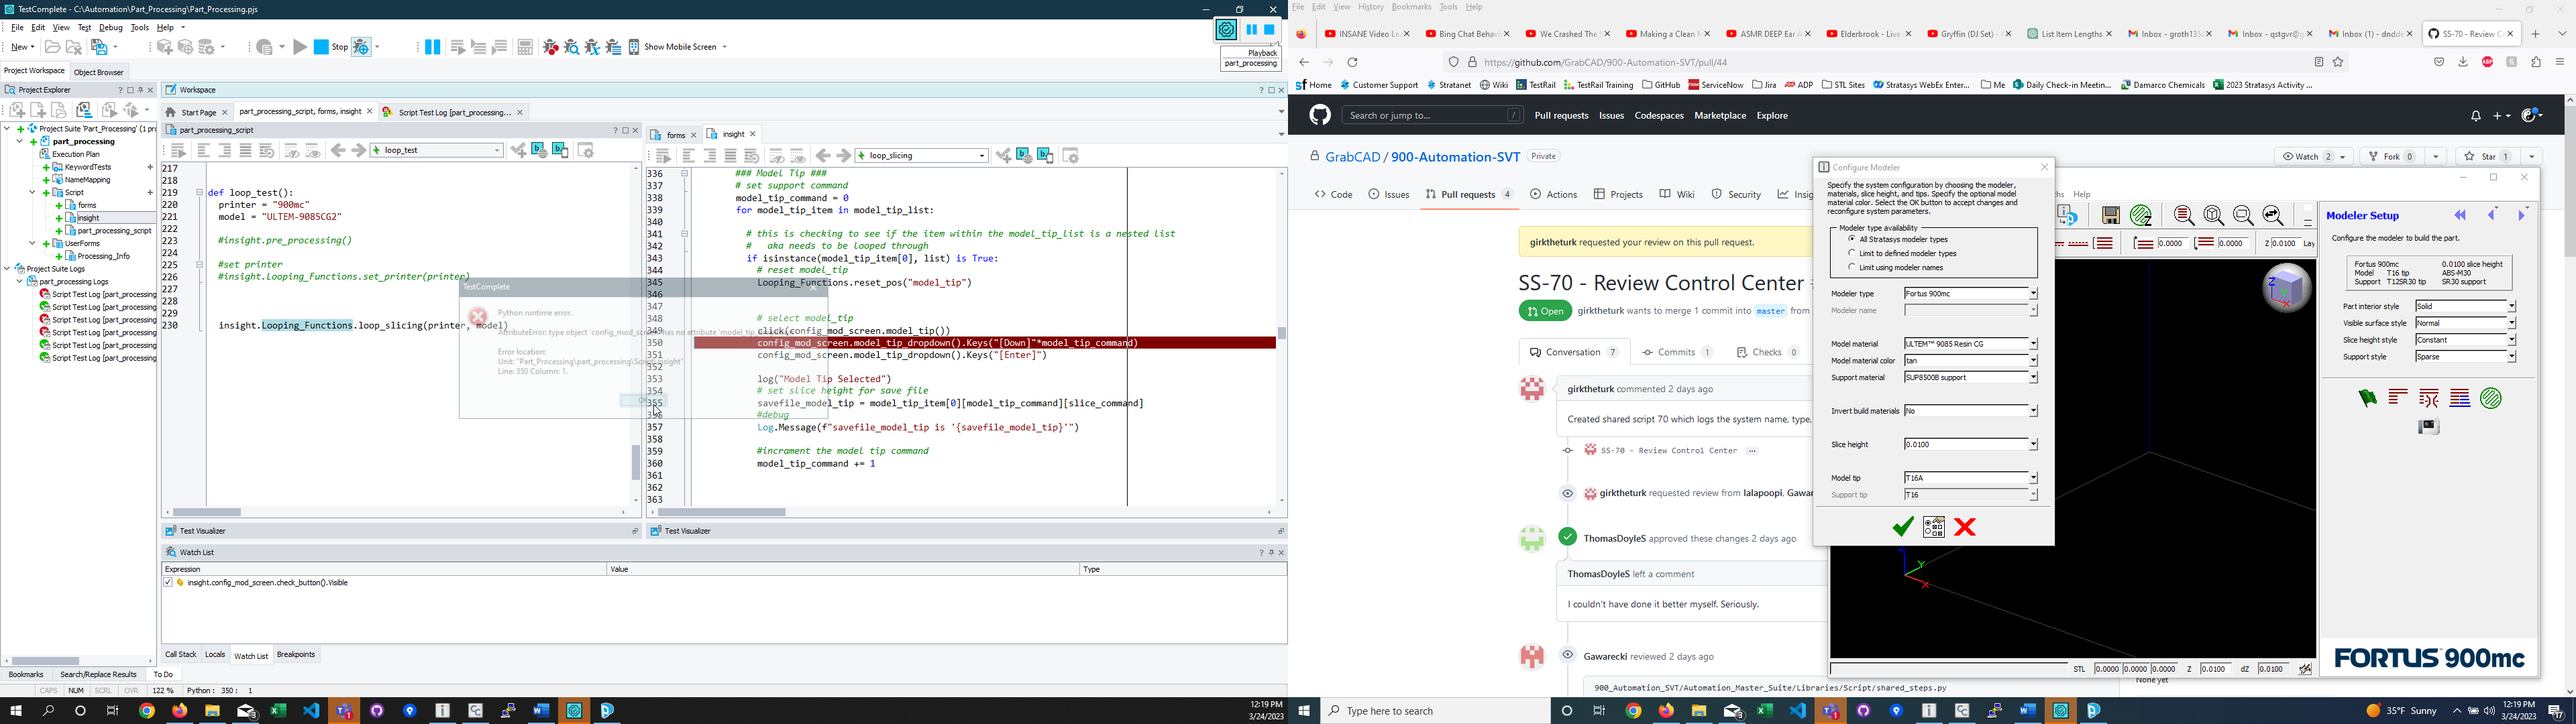 TestComplete - C:\Automation\Part_Processing\Part_Processing.pjs
File Edit View Test Debug Tools Help
New
Stop
Show Mobile Screen
Playback
part_processing
Project Workspace Object Browser
Project Explorer
Project Suite 'Part_Processing' (1 pro
part_processing
Execution Plan
KeywordTests
NameMapping
Script
forms
insight
part_processing_script
UserForms
Processing_Info
Project Suite Logs
part_processing Logs
Script Test Log [part_processing
Script Test Log [part_processing
Script Test Log [part_processing
Script Test Log [part_processing
Script Test Log [part_processing
Script Test Log [part_processing
Workspace
Start Page part_processing_script, forms, insight Script Test Log [part_processing...
part_processing_script
loop_test
217
218
219 def loop_test():
220 printer = "900mc"
221 model = "ULTEM-9085CG2"
222
223 #insight.pre_processing()
224
225 #set printer
226 #insight.Looping_Functions.set_printer(printer)
227
228
229
230 insight.Looping_Functions.loop_slicing(printer, model)
forms insight
loop_slicing
336 ### Model Tip ###
337 # set support command
338 model_tip_command = 0
339 for model_tip_item in model_tip_list:
340
341 # this is checking to see if the item within the model_tip_list is a nested list
342 # aka needs to be looped through
343 if isinstance(model_tip_item[0], list) is True:
344 # reset model_tip
345 Looping_Functions.reset_pos("model_tip")
346
347
348 # select model_tip
349 click(config_mod_screen.model_tip())
350 config_mod_screen.model_tip_dropdown().Keys("[Down]"*model_tip_command)
351 config_mod_screen.model_tip_dropdown().Keys("[Enter]")
352
353 log("Model Tip Selected")
354 # set slice height for save file
355 savefile_model_tip = model_tip_item[0][model_tip_command][slice_command]
356 #debug
357 Log.Message(f"savefile_model_tip is '{savefile_model_tip}'")
358
359 #incrament the model tip command
360 model_tip_command += 1
361
362
363
TestComplete
Python runtime error.
AttributeError: type object 'config_mod_screen' has no attribute 'model_tip
Error location:
Unit: "Part_Processing\part_processing\Script\insight"
Line: 350 Column: 1.
Test Visualizer
Test Visualizer
Watch List
Expression Value Type
insight.config_mod_screen.check_button().Visible
Call Stack Locals Watch List Breakpoints
Bookmarks Search/Replace Results To Do
CAPS NUM SCRL OVR 122 % Python : 350 : 1
12:19 PM
3/24/2023
File Edit View History Bookmarks Tools Help
INSANE Video Le
Bing Chat Behav
We Crashed The
Making a Clean
ASMR DEEP Ear
Elderbrook - Live
Gryffin (DJ Set) -
List Item Lengths
Inbox - groth135
Inbox - qstgvr@g
Inbox (1) - dndde
SS-70 - Review C
https://github.com/GrabCAD/900-Automation-SVT/pull/44
Home Customer Support Stratanet Wiki TestRail TestRail Training GitHub ServiceNow Jira ADP STL Sites Stratasys WebEx Enter... Me Daily Check-in Meetin... Damarco Chemicals 2023 Stratasys Activity ...
Search or jump to... /
Pull requests Issues Codespaces Marketplace Explore
GrabCAD / 900-Automation-SVT Private
Watch 2 Fork 0 Star 1
Code Issues Pull requests 4 Actions Projects Wiki Security Insig
girktheturk requested your review on this pull request.
SS-70 - Review Control Center
Open girktheturk wants to merge 1 commit into master from
Conversation 7 Commits 1 Checks 0
girktheturk commented 2 days ago
Created shared script 70 which logs the system name, type,
SS-70 - Review Control Center ...
girktheturk requested review from lalapoopi, Gawar
ThomasDoyleS approved these changes 2 days ago
ThomasDoyleS left a comment
I couldn't have done it better myself. Seriously.
Gawarecki reviewed 2 days ago
900_Automation_SVT/Automation_Master_Suite/Libraries/Script/shared_steps.py
None yet
Configure Modeler
Specify the system configuration by choosing the modeler,
materials, slice height, and tips. Specify the optional model
material color. Select the OK button to accept changes and
reconfigure system parameters.
Modeler type availability
All Stratasys modeler types
Limit to defined modeler types
Limit using modeler names
Modeler type Fortus 900mc
Modeler name
Model material ULTEM™ 9085 Resin CG
Model material color tan
Support material SUP8500B support
Invert build materials No
Slice height 0.0100
Model tip T16A
Support tip T16
Help
0.0000 0.0000 Z 0.0100 Lay
Modeler Setup
Configure the modeler to build the part.
Fortus 900mc 0.0100 slice height
Model T16 tip ABS-M30
Support T12SR30 tip SR30 support
Part interior style Solid
Visible surface style Normal
Slice height style Constant
Support style Sparse
FORTUS 900mc
STL 0.0000 0.0000 0.0000 Z 0.0100 dZ 0.0100
Z
Y
X
Type here to search
35°F Sunny
12:19 PM
3/24/2023